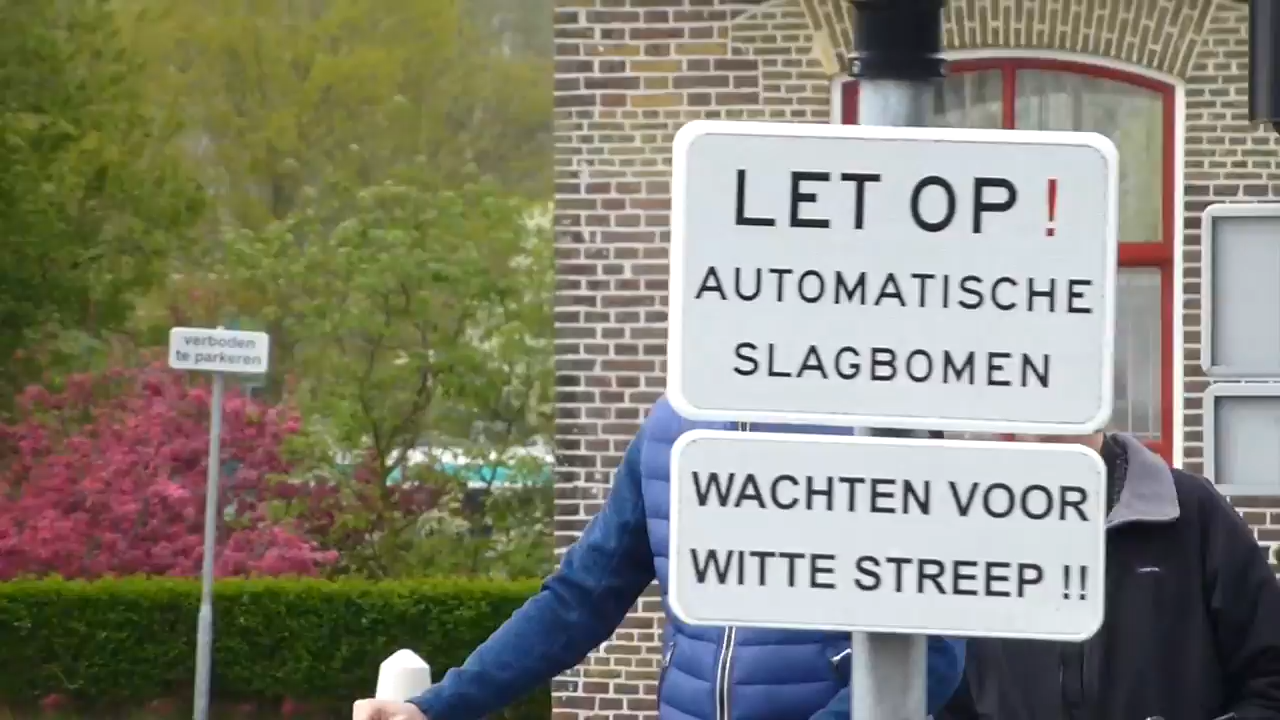 verboden
te parkeren
LET OP !
AUTOMATISCHE
SLAGBOMEN
WACHTEN VOOR
WITTE STREEP !!